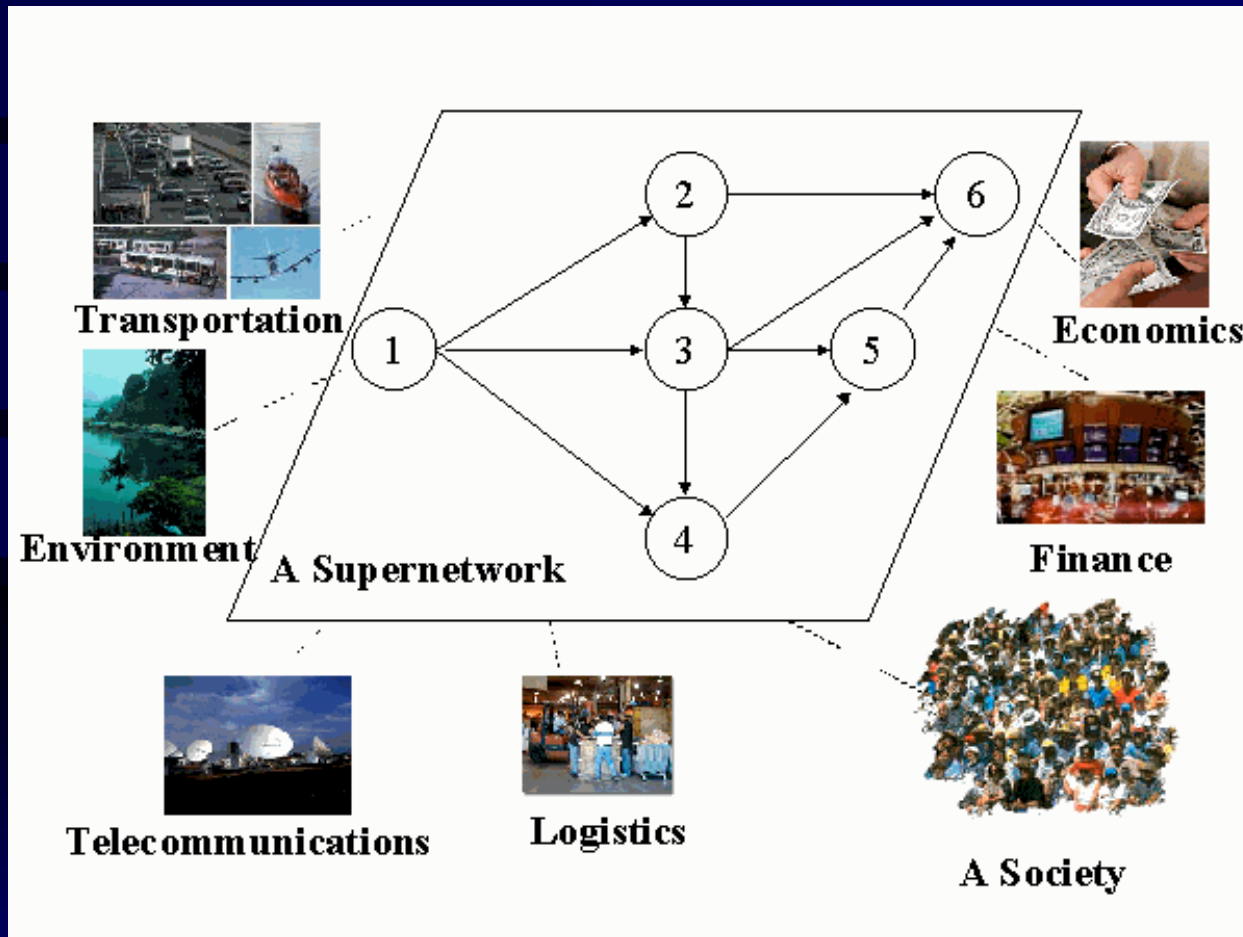 2
6
Transportation
1
3
5
Economics
4
Environment
A Supernetwork
Finance
Telecommunications
Logistics
A Society